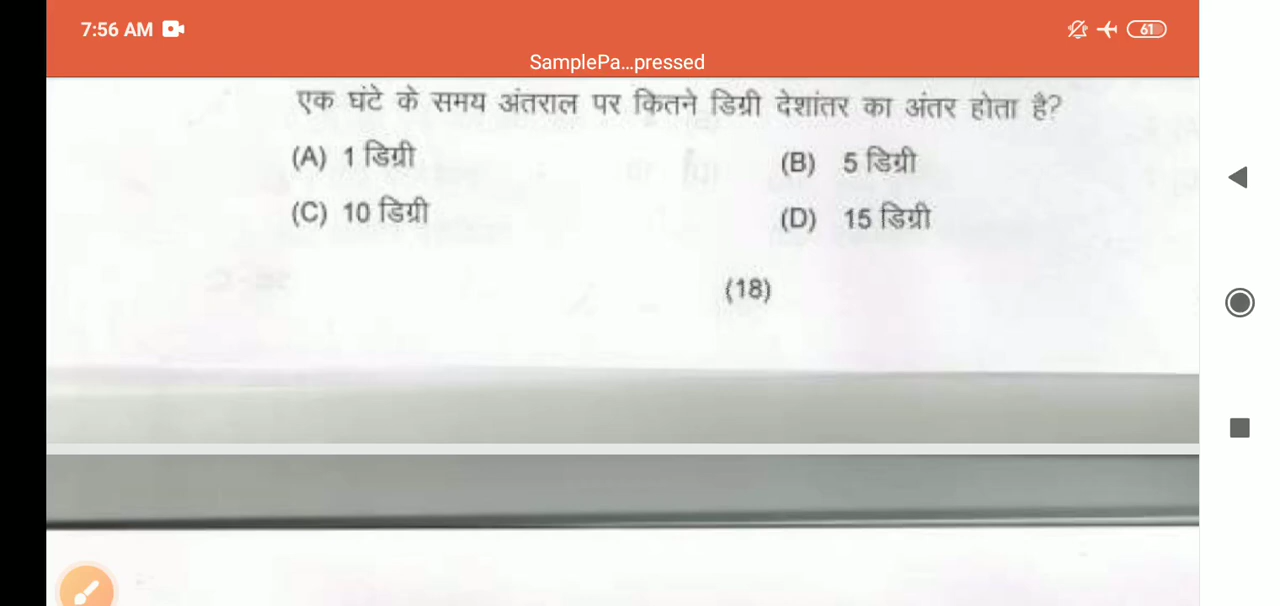 7:56 AM
61
SamplePa...pressed
एक घंटे के समय अंतराल पर कितने डिग्री देशांतर का अंतर होता है?
(A) 1 डिग्री
(B) 5 डिग्री
(C) 10 डिग्री
(D) 15 डिग्री
(18)